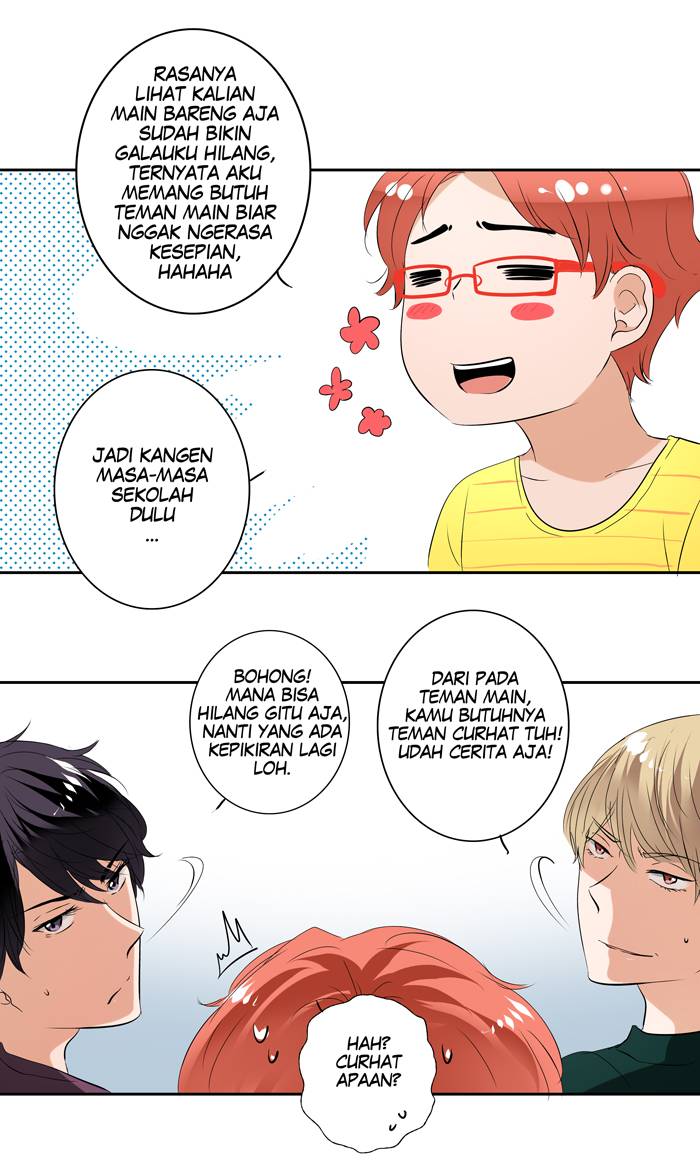 RASANYA
LIHAT KALIAN
MAIN BARENG AJA
SUDAH BIKIN
GALAUKU HILANG,
TERNYATA AKU
MEMANG BUTUH
TEMAN MAIN BIAR
NGGAK NGERASA
KESEPIAN,
HAHAHA
JADI KANGEN
MASA-MASA
SEKOLAH
DULU
...
BOHONG!
MANA BISA
HILANG GITU AJA,
NANTI YANG ADA
KEPIKIRAN LAGI
LOH.
DARI PADA
TEMAN MAIN,
KAMU BUTUHNYA
TEMAN CURHAT TUH!
UDAH CERITA AJA!
HAH?
CURHAT
APAAN?